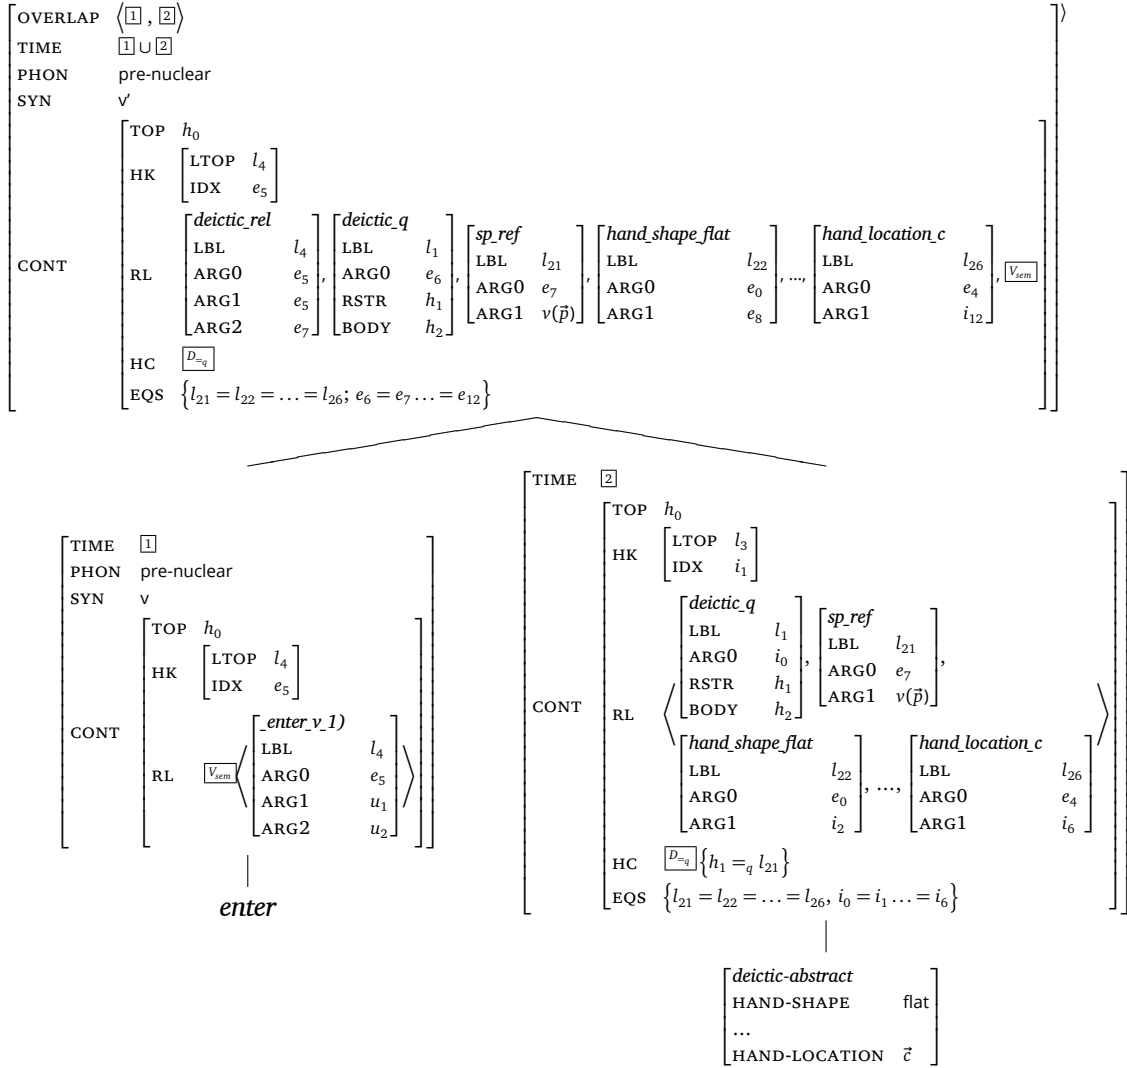 OVERLAP ⟨1 , 2⟩ ⟩
TIME 1 ∪ 2
PHON pre-nuclear
SYN v′
CONT
TOP h₀
HK
LTOP l₄
IDX e₅
RL
deictic_rel
LBL l₄
ARG0 e₅
ARG1 e₅
ARG2 e₇
,
deictic_q
LBL l₁
ARG0 e₆
RSTR h₁
BODY h₂
,
sp_ref
LBL l₂₁
ARG0 e₇
ARG1 v(p⃗)
,
hand_shape_flat
LBL l₂₂
ARG0 e₀
ARG1 e₈
, ...,
hand_location_c
LBL l₂₆
ARG0 e₄
ARG1 i₁₂
, Vsem
HC D=q
EQS {l₂₁ = l₂₂ = … = l₂₆; e₆ = e₇ … = e₁₂}
TIME 1
PHON pre-nuclear
SYN v
CONT
TOP h₀
HK
LTOP l₄
IDX e₅
RL Vsem
_enter_v_1)
LBL l₄
ARG0 e₅
ARG1 u₁
ARG2 u₂
enter
TIME 2
CONT
TOP h₀
HK
LTOP l₃
IDX i₁
RL
deictic_q
LBL l₁
ARG0 i₀
RSTR h₁
BODY h₂
,
sp_ref
LBL l₂₁
ARG0 e₇
ARG1 v(p⃗)
,
hand_shape_flat
LBL l₂₂
ARG0 e₀
ARG1 i₂
, ...,
hand_location_c
LBL l₂₆
ARG0 e₄
ARG1 i₆
HC D=q {h₁ =q l₂₁}
EQS {l₂₁ = l₂₂ = … = l₂₆, i₀ = i₁ … = i₆}
deictic-abstract
HAND-SHAPE flat
...
HAND-LOCATION c⃗